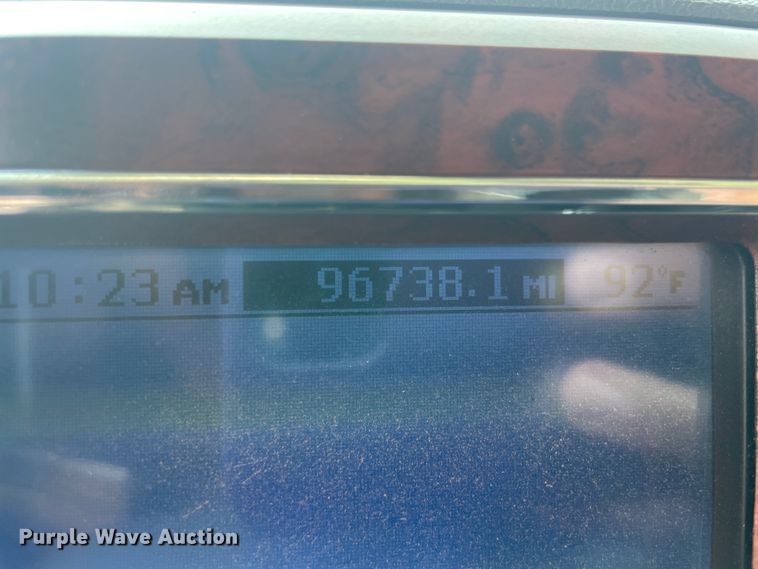 10:23 AM 96738.1 MI 92°F
Purple Wave Auction